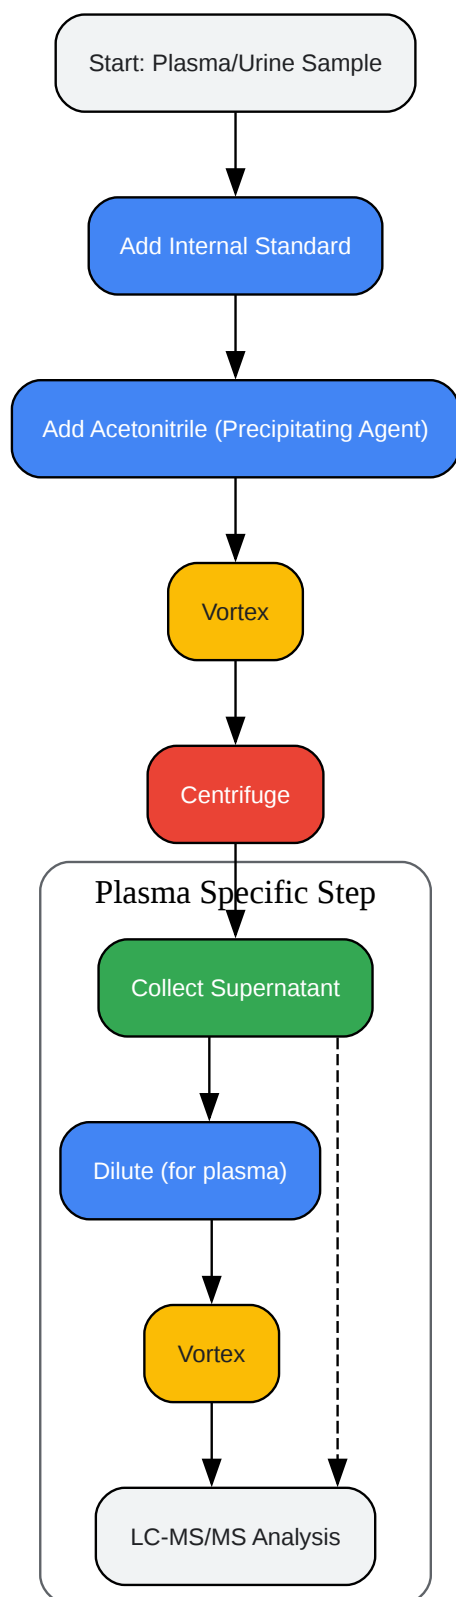 Start: Plasma/Urine Sample
Add Internal Standard
Add Acetonitrile (Precipitating Agent)
Vortex
Centrifuge
Plasma Specific Step
Collect Supernatant
Dilute (for plasma)
Vortex
LC-MS/MS Analysis